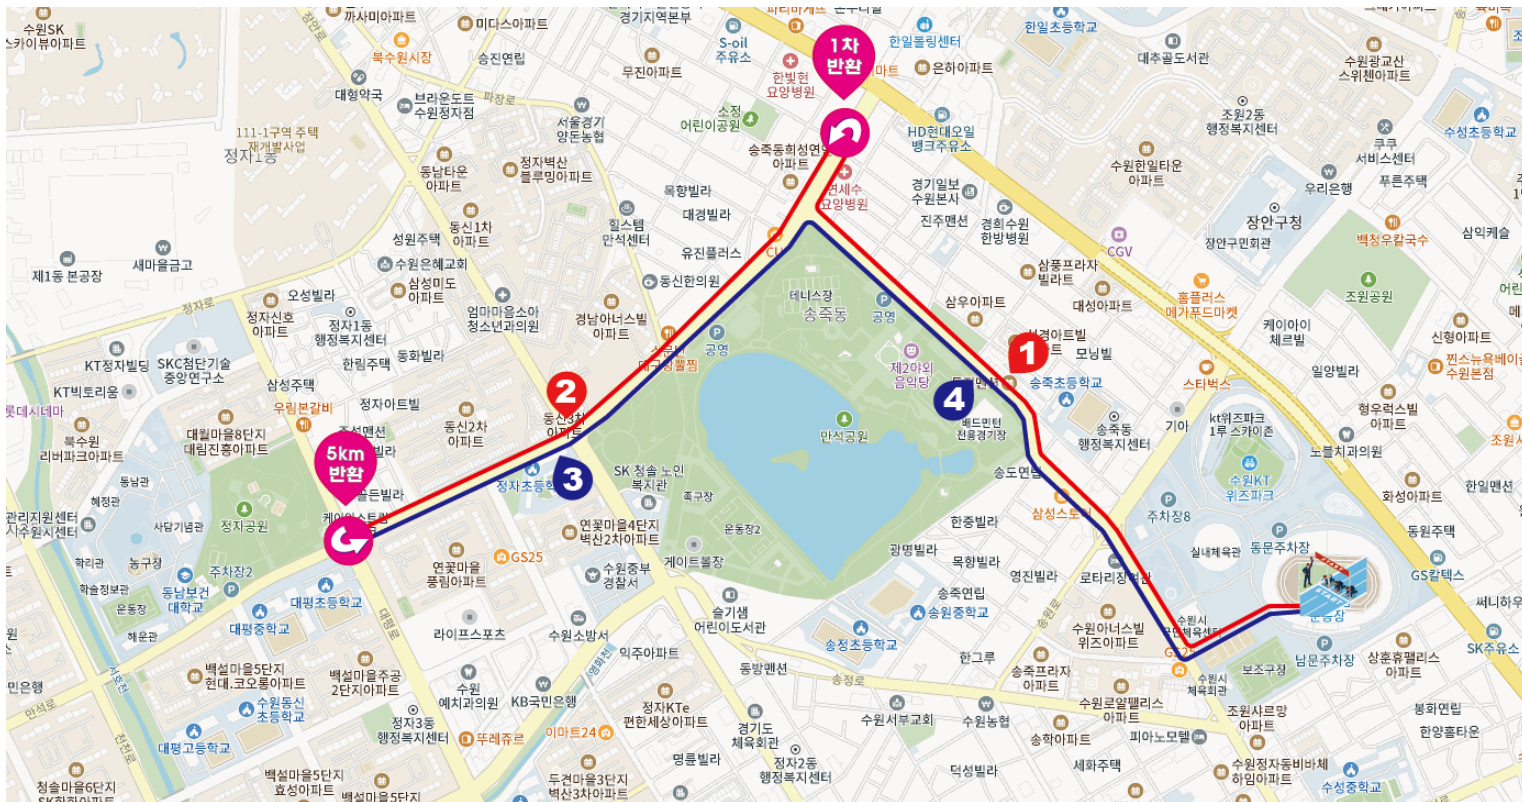 수원SK
스카이뷰아파트
까사미아파트
미다스아파트
경기지역본부
파리바게뜨
S-oil
주유소
한일볼링센터
한일초등학교
대추골도서관
수원광교산
스위첸아파트
북수원시장
승진연립
무진아파트
한빛현
요양병원
1차
반환
이마트
은하아파트
대형약국
브라운도트
수원정자점
파장로
서울경기
양돈농협
소정
어린이공원
HD현대오일
뱅크주유소
조원2동
행정복지센터
쿠쿠
서비스센터
수성초등학교
111-1구역 주택
재개발사업
정자1동
동남타운
아파트
정자벽산
블루밍아파트
송죽동희성연립
아파트
연세수
요양병원
경기일보
수원본사
수원한일타운
아파트
우리은행
푸른주택
목향빌라
대경빌라
힐스템
만석센터
동신1차
아파트
성원주택
진주맨션
경희수원
한방병원
장안구청
장안구민회관
백청우칼국수
삼익케슬
CGV
제1동 본공장
새마을금고
수원은혜교회
삼성미도
아파트
유진플러스
CU
동신한의원
삼풍프라자
빌라트
홈플러스
메가푸드마켓
조원공원
오성빌라
정자로
정자신호
아파트
정자1동
행정복지센터
엄마마을소아
청소년과의원
경남아너스빌
아파트
테니스장
송죽동
공영
삼우아파트
대성아파트
케이아이
체르빌
신형아파트
KT정자빌딩
SKC첨단기술
중앙연구소
한림주택
동화빌라
공영
제2야외
음악당
1
모닝빌
송죽초등학교
스타벅스
일양빌라
찐스뉴욕베이글
수원본점
KT빅토리움
삼성주택
우림본갈비
정자아트빌
2
동신3차
아파트
4
배드민턴
전용경기장
만석공원
송죽동
행정복지센터
기아
kt위즈파크
1루 스카이존
형우럭스빌
아파트
롯데시네마
북수원
리버파크아파트
대월마을8단지
대림진흥아파트
동신2차
아파트
5km
반환
3
정자초등학교
SK 청솔 노인
복지관
송도연립
수원KT
위즈파크
노블치과의원
동남관
혜정관
정자공원
골든빌라
족구장
삼성스토어
주차장8
화성아파트
한일맨션
사담기념관
연꽃마을4단지
벽산2차아파트
운동장2
한중빌라
동문주차장
동원주택
학리관
농구장
주차장2
연꽃마을
풍림아파트
GS25
게이트볼장
광명빌라
목향빌라
실내체육관
START
GS칼텍스
학술정보관
동남보건
대학교
대평초등학교
수원중부
경찰서
영진빌라
운동장
해운관
대평중학교
대평로
라이프스포츠
수원소방서
슬기샘
어린이도서관
송죽연립
송원중학교
송정초등학교
송원로
수원아너스빌
위즈아파트
수원시
GS25
남문주차장
상훈휴팰리스
아파트
SK주유소
서호천
백설마을5단지
현대.코오롱아파트
백설마을주공
2단지아파트
익주아파트
영화천
동방맨션
한그루
송죽프라자
아파트
보조구장
수원시
체육회관
안석로
수원동신
초등학교
수원
예치과의원
KB국민은행
송정로
대평고등학교
정자3동
행정복지센터
뚜레쥬르
이마트24
정자KTe
편한세상아파트
경기도
체육회관
수원서부교회
수원농협
수원로얄팰리스
아파트
송학아파트
피아노모텔
조원샤르망
아파트
봉화연립
한양홈타운
천천로
청솔마을6단지
백설마을5단지
효성아파트
두견마을3단지
벽산3차아파트
명륜빌라
정자2동
행정복지센터
덕성빌라
세화주택
수원정자동비바체
하임아파트
수성중학교